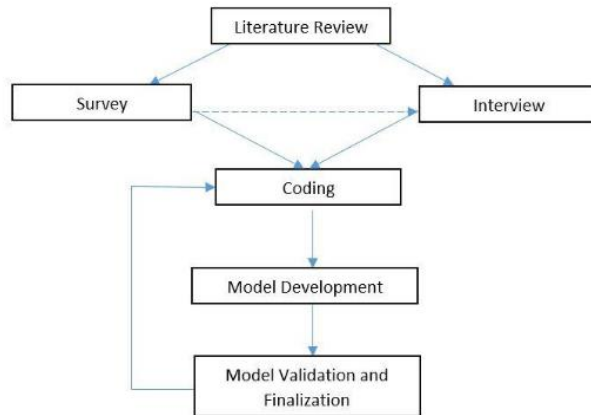 Literature Review
Survey
Interview
Coding
Model Development
Model Validation and
Finalization